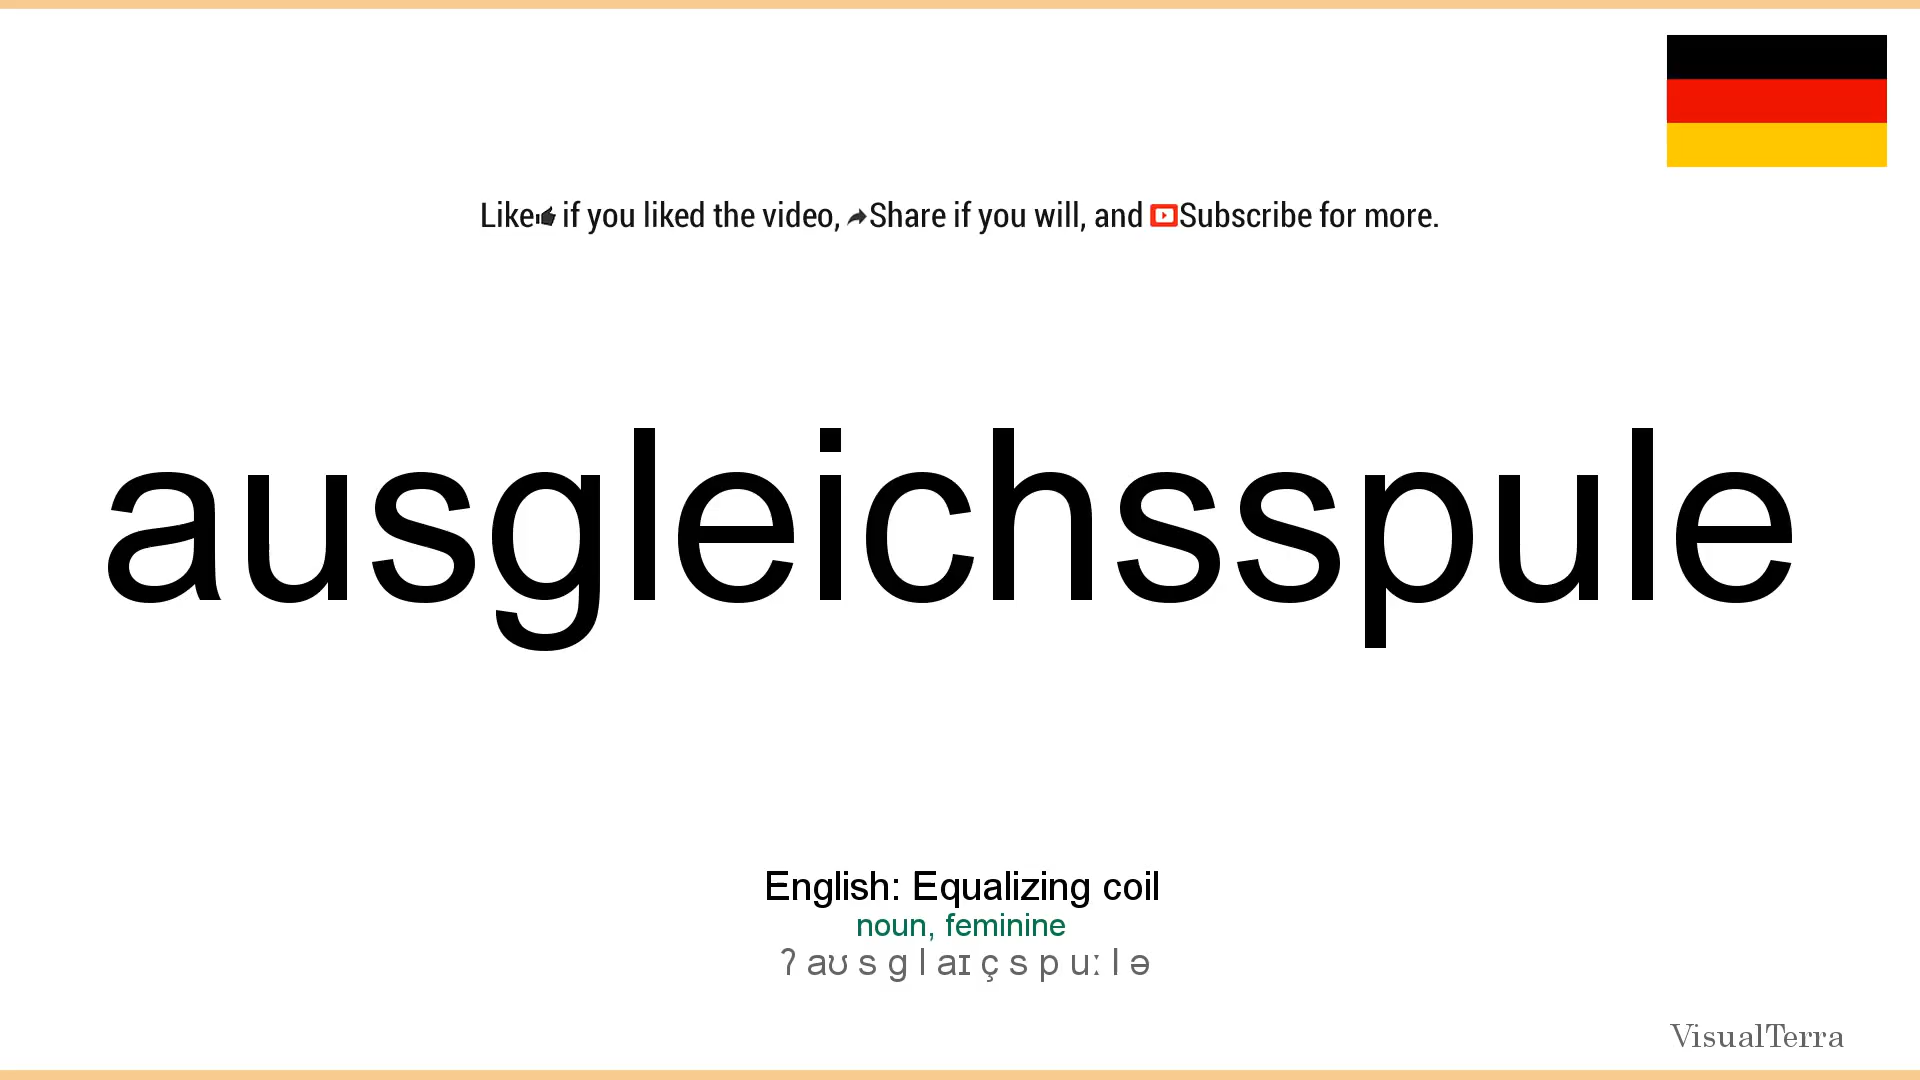 Like if you liked the video, Share if you will, and Subscribe for more.
ausgleichsspule
English: Equalizing coil
noun, feminine
ʔ aʊ s g l aɪ ç s p uː l ə
VisualTerra